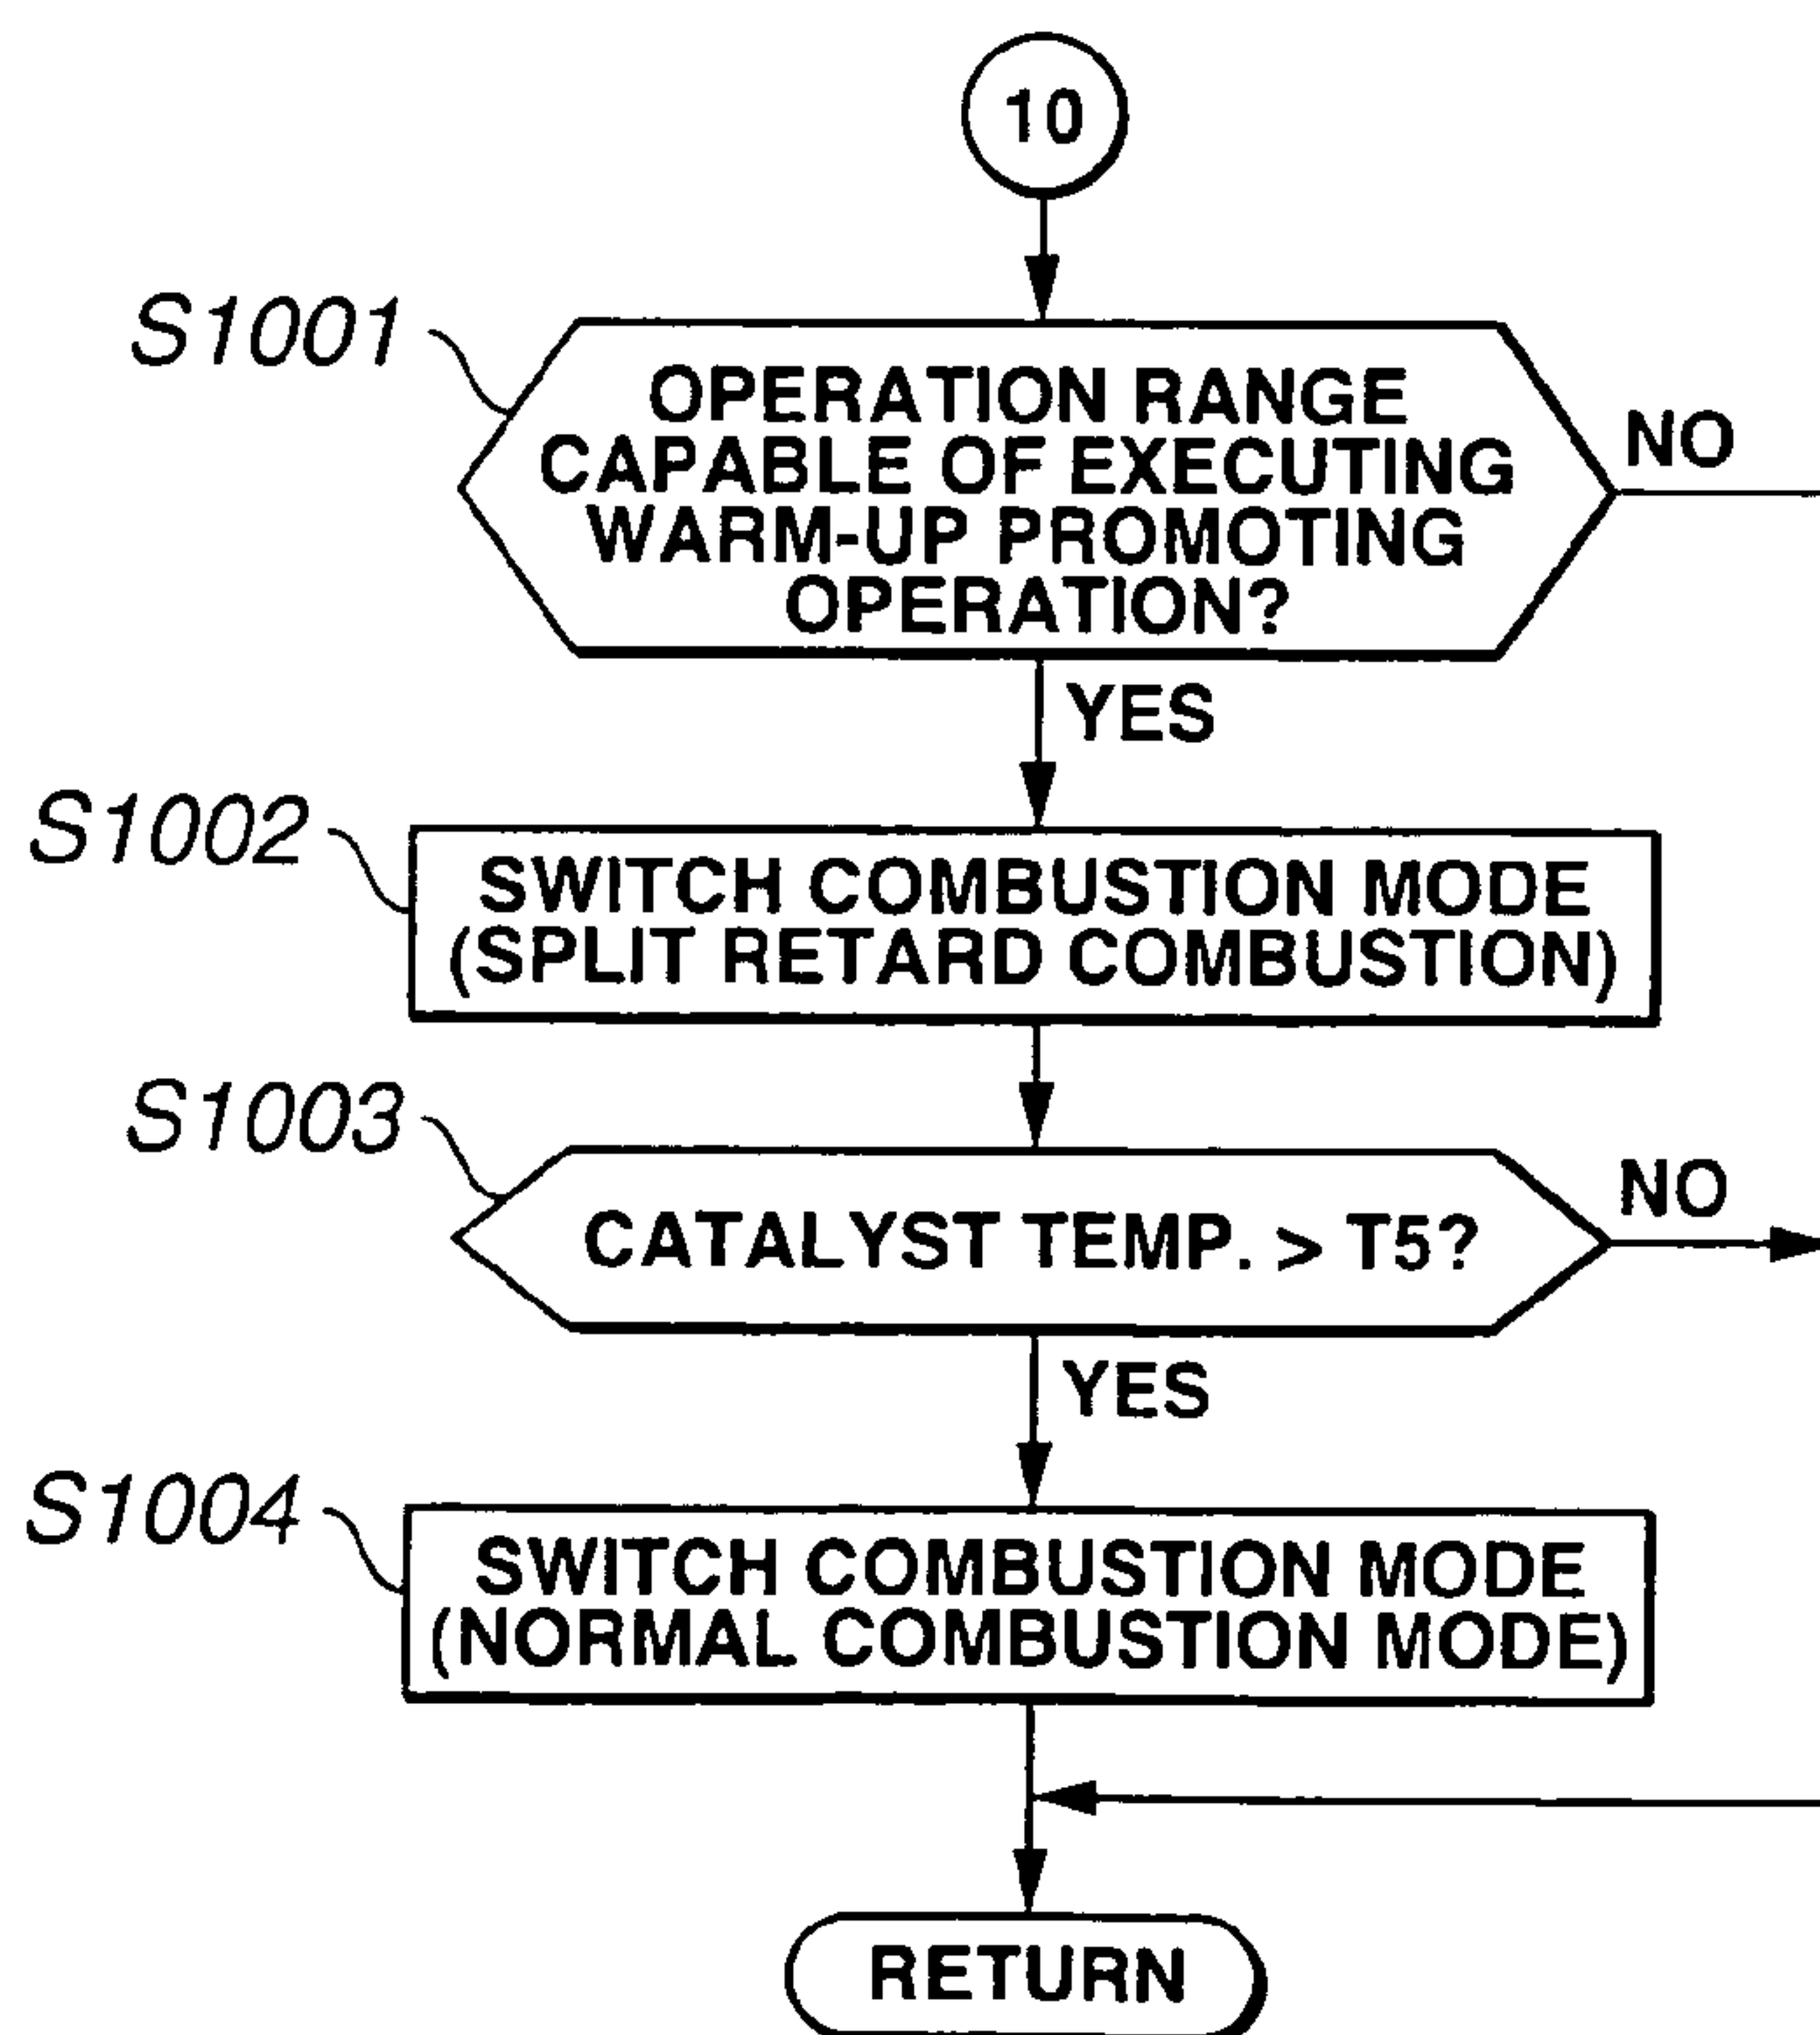 10
S1001
OPERATION RANGE
CAPABLE OF EXECUTING
WARM-UP PROMOTING
OPERATION?
NO
YES
S1002
SWITCH COMBUSTION MODE
(SPLIT RETARD COMBUSTION)
S1003
CATALYST TEMP. > T5?
NO
YES
S1004
SWITCH COMBUSTION MODE
(NORMAL COMBUSTION MODE)
RETURN